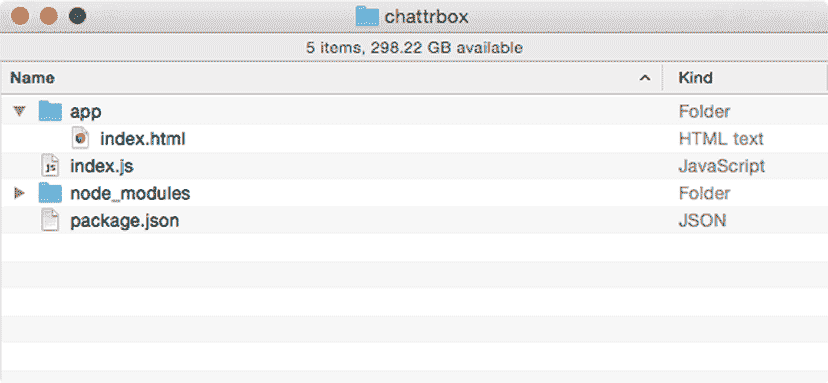 chattrbox
5 items, 298.22 GB available
Name Kind
app Folder
index.html HTML text
JS index.js JavaScript
node_modules Folder
package.json JSON